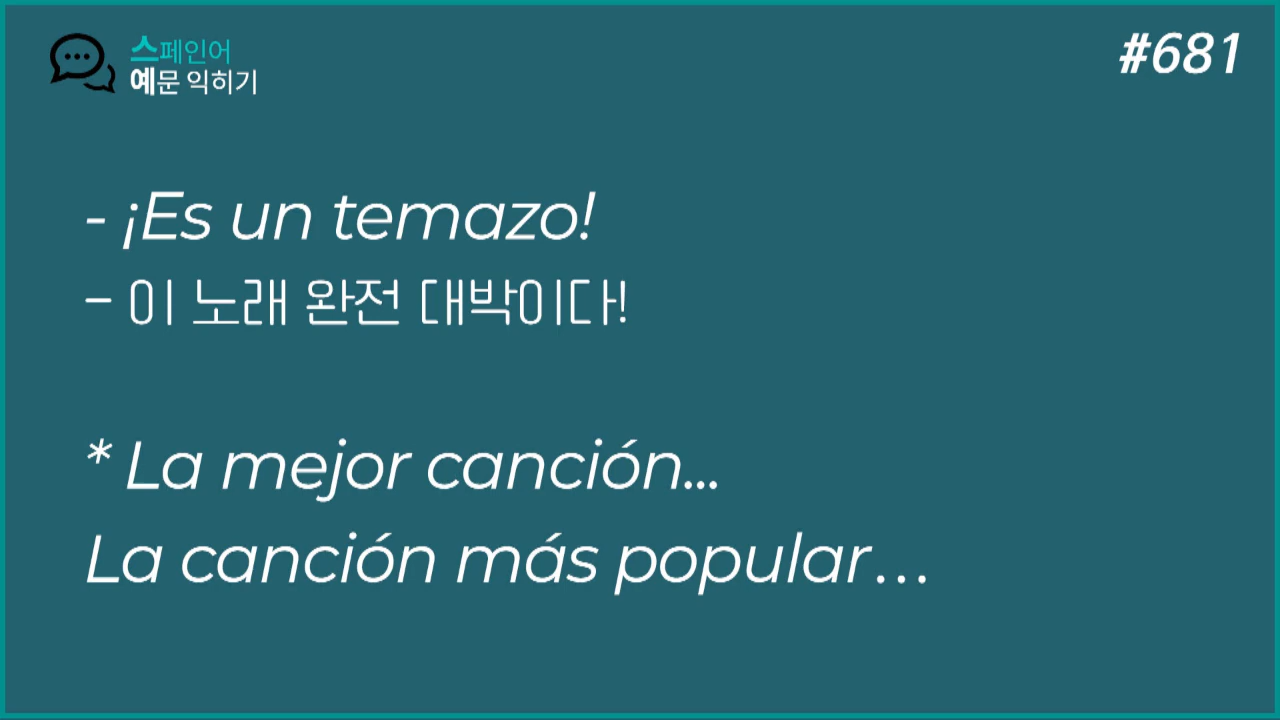 스페인어
예문 익히기
#681
- ¡Es un temazo!
- 이 노래 완전 대박이다!
* La mejor canción...
La canción más popular...